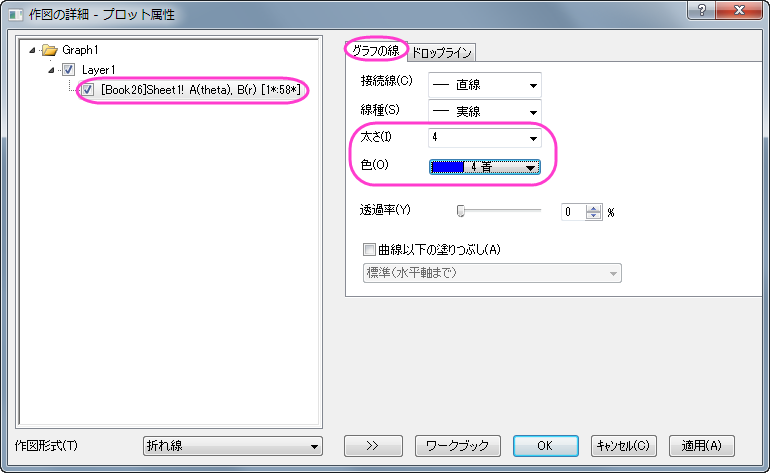 作図の詳細 - プロット属性
?
Graph1
Layer1
[Book26]Sheet1! A(theta), B(r) [1*:58*]
グラフの線
ドロップライン
接続線(C) 直線
線種(S) 実線
太さ(I) 4
色(O) 4 青
透過率(Y) 0 %
曲線以下の塗りつぶし(A)
標準(水平軸まで)
作図形式(T) 折れ線
>> ワークブック OK キャンセル(C) 適用(A)